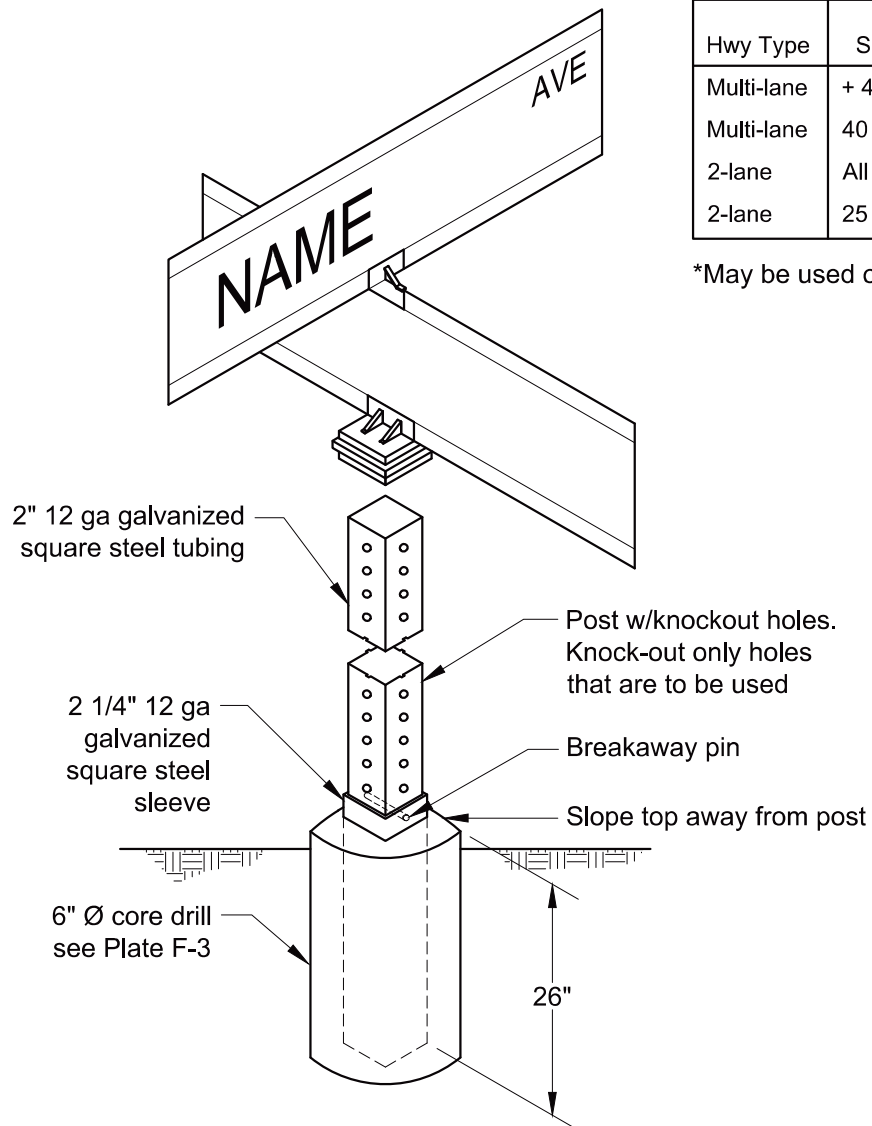 Hwy Type
Multi-lane
Multi-lane 40
2-lane All
2-lane 25
*May be used
AVE
NAME
2" 12 ga galvanized
square steel tubing
Post w/knockout holes.
Knock-out only holes
that are to be used
2 1/4" 12 ga
galvanized
square steel
sleeve
Breakaway pin
Slope top away from post
6" Ø core drill
see Plate F-3
26"